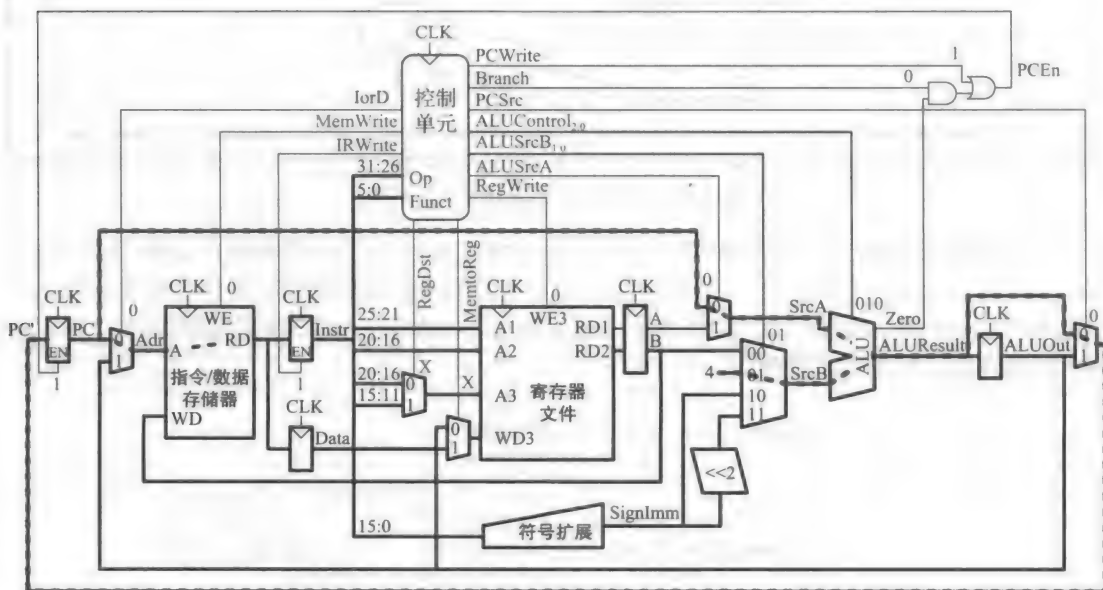 CLK
PCWrite
Branch
PCSrc
ALUControl2:0
ALUSrcB1:0
ALUSrcA
RegWrite
控制
单元
IorD
MemWrite
IRWrite
31:26
5:0
Op
Funct
1
0
PCEn
RegDst
MemtoReg
0
0
CLK
PC'
PC
EN
1
0
0
1
Adr
CLK
0
WE
A
RD
指令/数据
存储器
WD
CLK
Instr
EN
1
CLK
Data
25:21
20:16
20:16
15:11
X
0
1
X
0
1
CLK
0
WE3
A1
A2
A3
WD3
RD1
RD2
寄存器
文件
CLK
A
B
0
0
1
SrcA
4
01
00
01
10
11
SrcB
<<2
15:0
符号扩展
SignImm
010
ALU
Zero
ALUResult
CLK
ALUOut
0
0
1